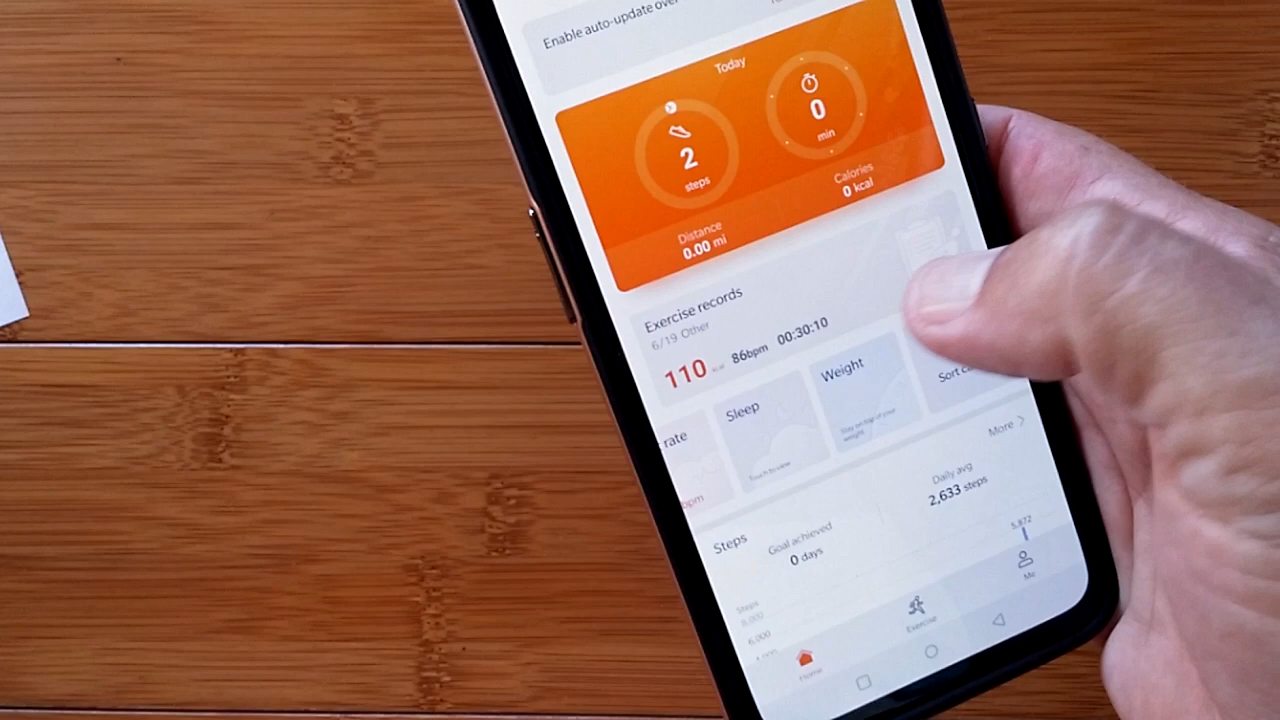 Enable auto-update over
Today
2
steps
0
min
Distance
0.00 mi
Calories
0 kcal
Exercise records
6/19 Other
110 kcal 86bpm 00:30:10
rate
bpm
Sleep
Touch to view
Weight
Stay on top of your
weight
Sort
More
Steps
Goal achieved
0 days
Daily avg
2,633 steps
5,872
Steps
8,000
6,000
Home
Exercise
Me